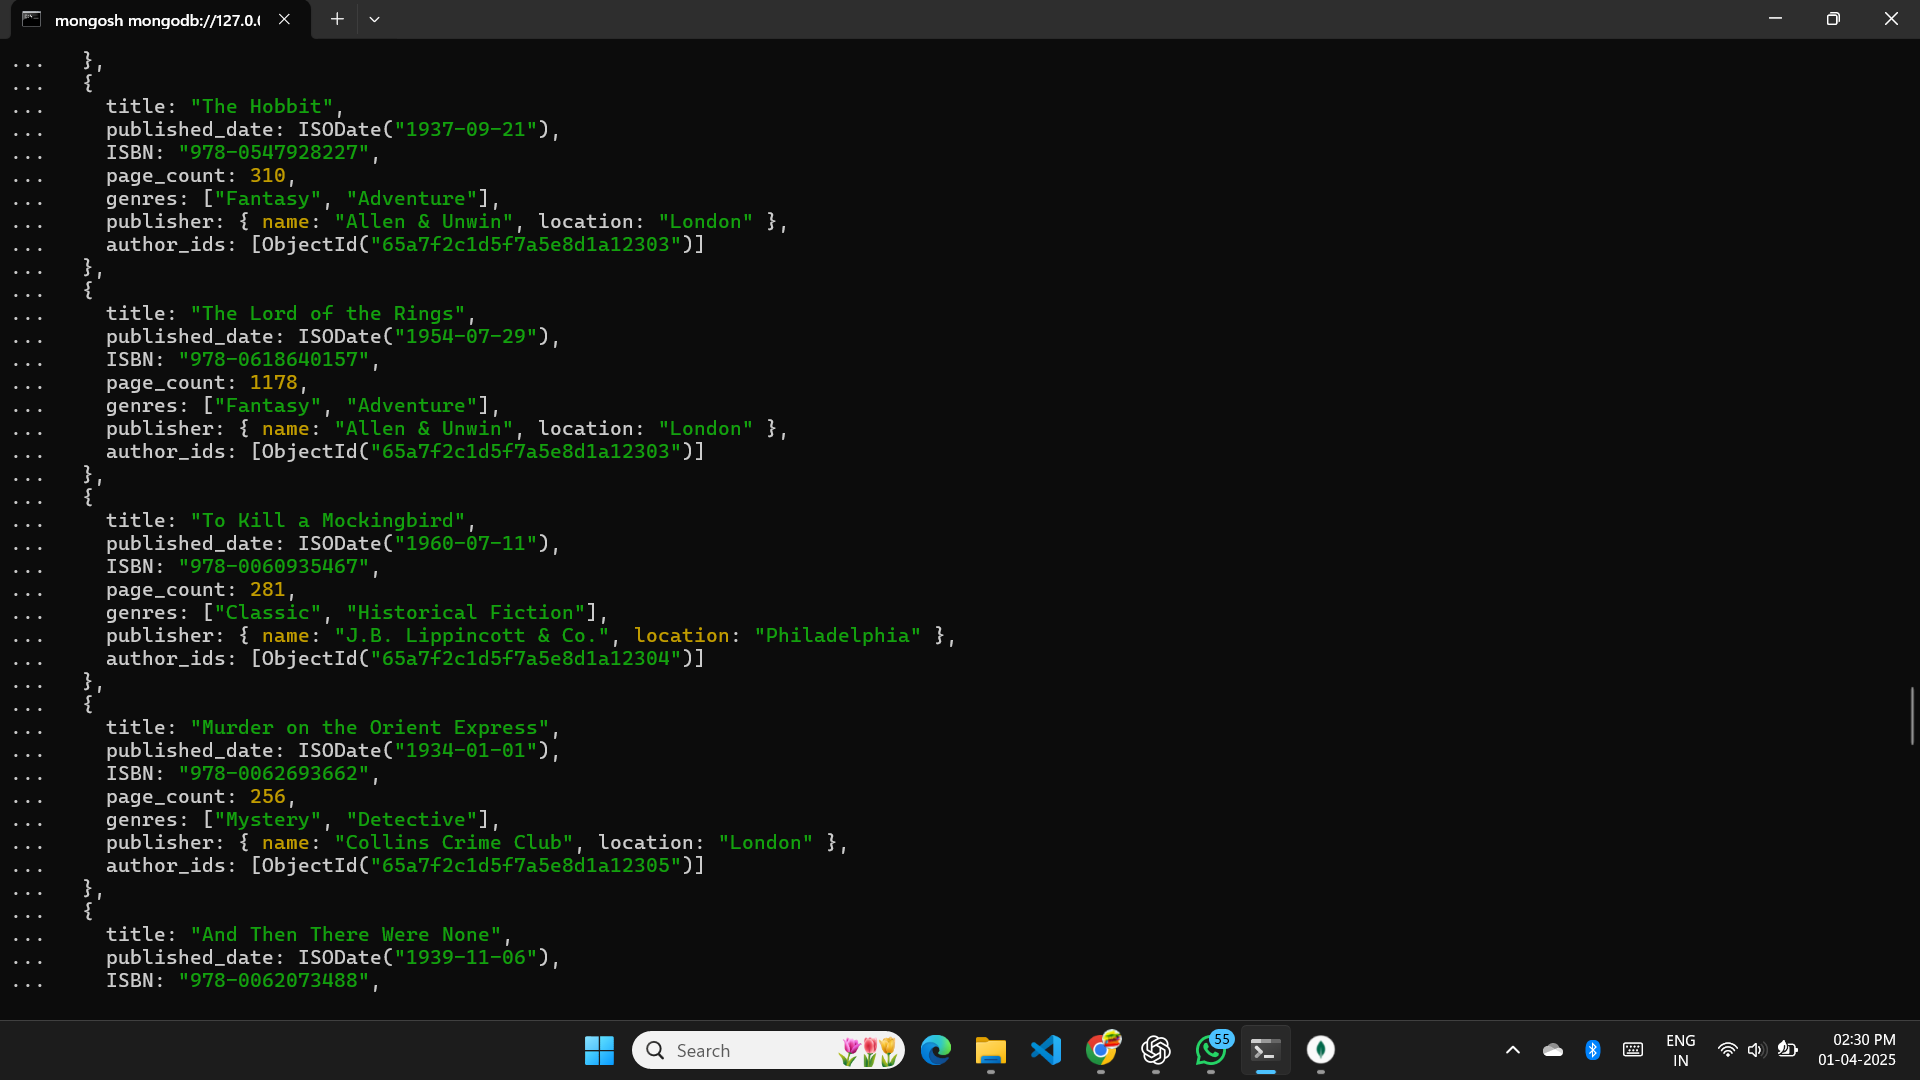 mongosh mongodb://127.0.
...   },
...   {
...     title: "The Hobbit",
...     published_date: ISODate("1937-09-21"),
...     ISBN: "978-0547928227",
...     page_count: 310,
...     genres: ["Fantasy", "Adventure"],
...     publisher: { name: "Allen & Unwin", location: "London" },
...     author_ids: [ObjectId("65a7f2c1d5f7a5e8d1a12303")]
...   },
...   {
...     title: "The Lord of the Rings",
...     published_date: ISODate("1954-07-29"),
...     ISBN: "978-0618640157",
...     page_count: 1178,
...     genres: ["Fantasy", "Adventure"],
...     publisher: { name: "Allen & Unwin", location: "London" },
...     author_ids: [ObjectId("65a7f2c1d5f7a5e8d1a12303")]
...   },
...   {
...     title: "To Kill a Mockingbird",
...     published_date: ISODate("1960-07-11"),
...     ISBN: "978-0060935467",
...     page_count: 281,
...     genres: ["Classic", "Historical Fiction"],
...     publisher: { name: "J.B. Lippincott & Co.", location: "Philadelphia" },
...     author_ids: [ObjectId("65a7f2c1d5f7a5e8d1a12304")]
...   },
...   {
...     title: "Murder on the Orient Express",
...     published_date: ISODate("1934-01-01"),
...     ISBN: "978-0062693662",
...     page_count: 256,
...     genres: ["Mystery", "Detective"],
...     publisher: { name: "Collins Crime Club", location: "London" },
...     author_ids: [ObjectId("65a7f2c1d5f7a5e8d1a12305")]
...   },
...   {
...     title: "And Then There Were None",
...     published_date: ISODate("1939-11-06"),
...     ISBN: "978-0062073488",
Search
55
ENG
IN
02:30 PM
01-04-2025